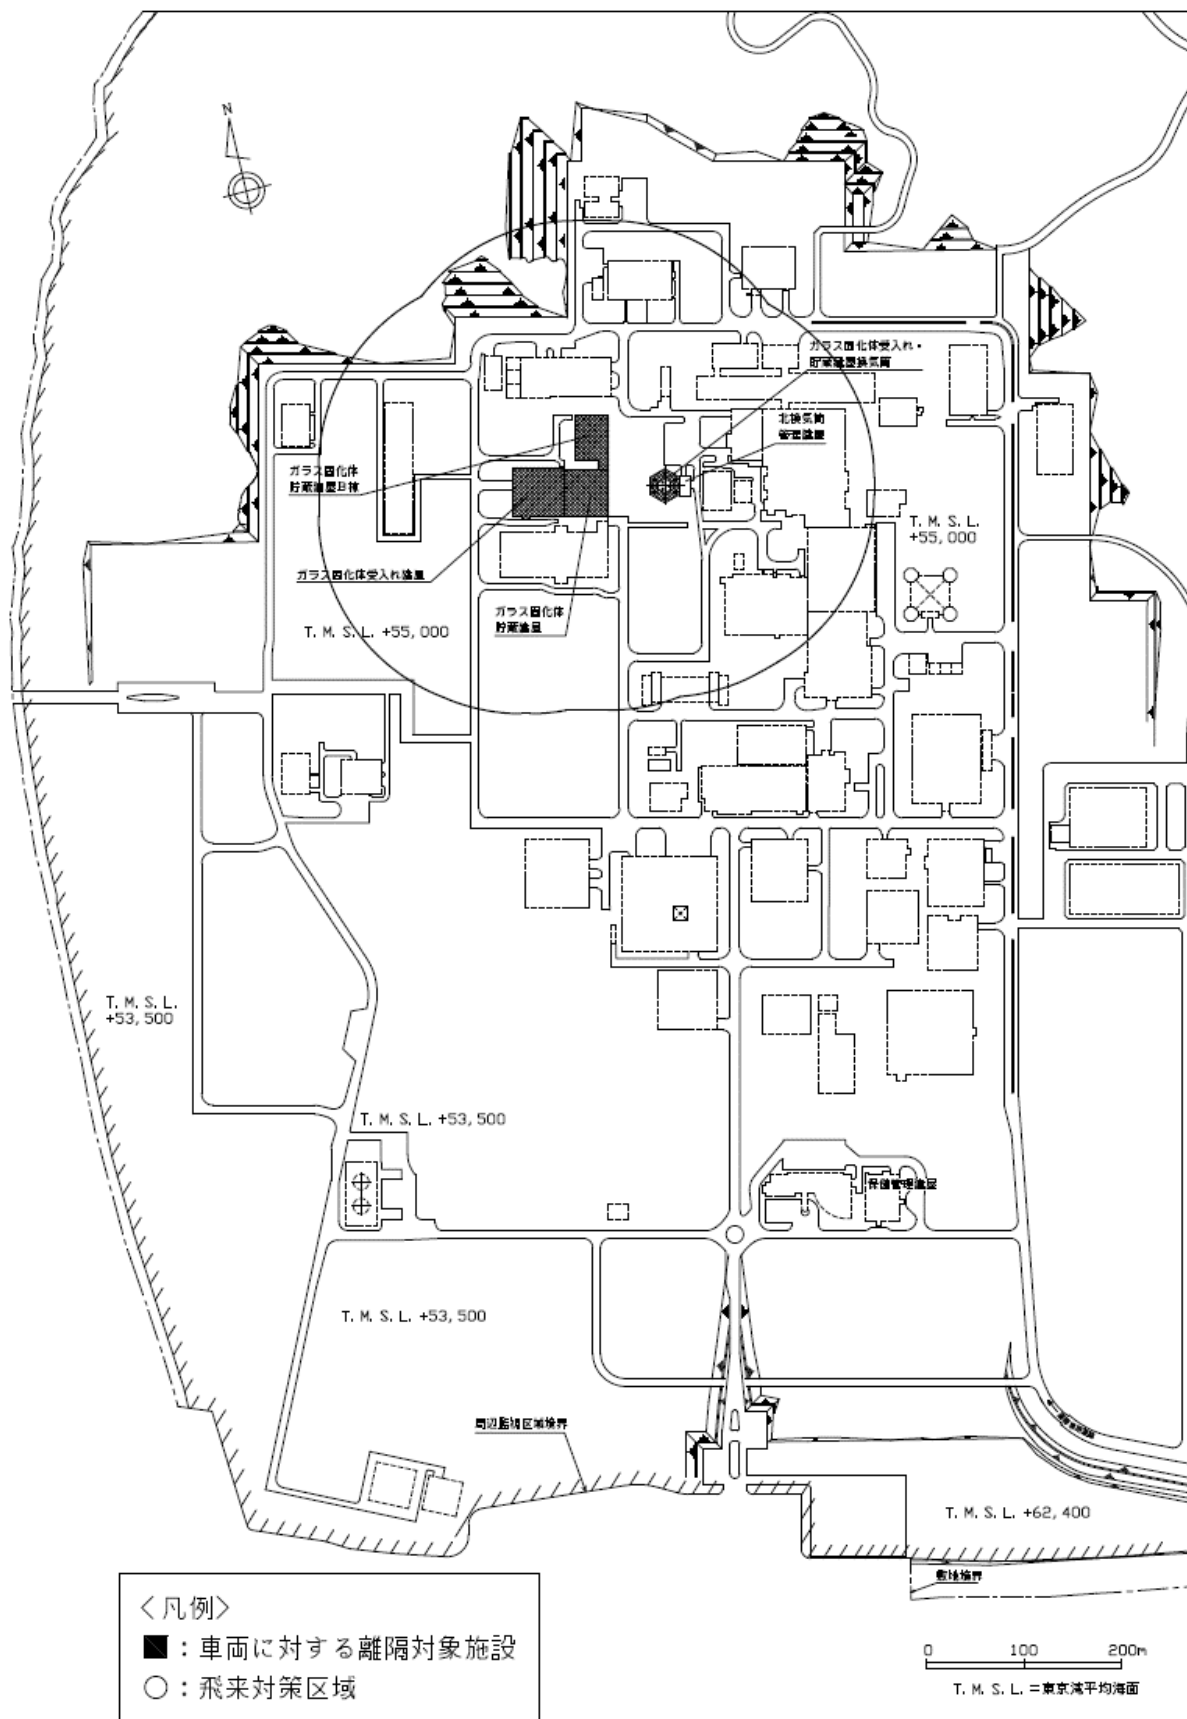 N
ガラス固化体受入れ・
貯蔵建屋換気筒
北換気筒
管理建屋
ガラス固化体
貯蔵建屋B棟
T. M. S. L.
+55,000
ガラス固化体受入れ建屋
ガラス固化体
貯蔵建屋
T. M. S. L. +55,000
T. M. S. L.
+53,500
T. M. S. L. +53,500
保健管理建屋
T. M. S. L. +53,500
周辺監視区域境界
T. M. S. L. +62,400
敷地境界
<凡例>
■：車両に対する離隔対象施設
○：飛来対策区域
0 100 200m
T. M. S. L. =東京湾平均海面